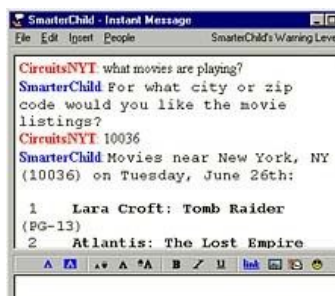 SmarterChild - Instant Message
File Edit Insert People SmarterChild's Warning Leve
CircuitsNYT: what movies are playing?
SmarterChild: For what city or zip
code would you like the movie
listings?
CircuitsNYT: 10036
SmarterChild: Movies near New York, NY
(10036) on Tuesday, June 26th:
1 Lara Croft: Tomb Raider
(PG-13)
2 Atlantis: The Lost Empire
A A A A A B I U link